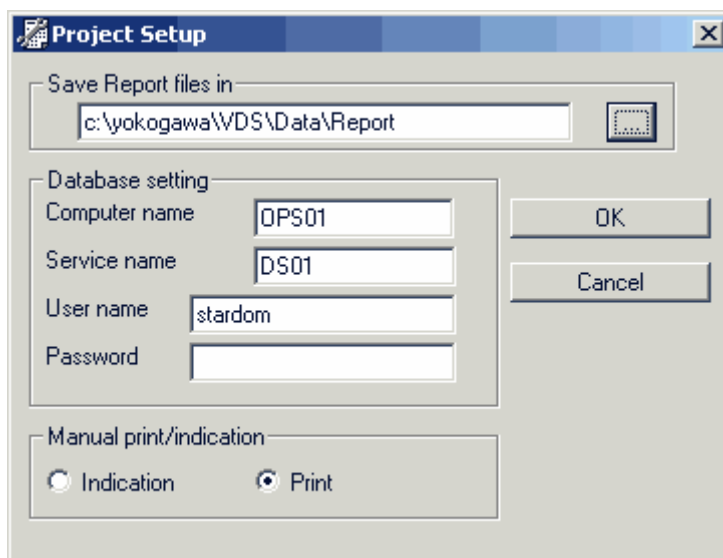 Project Setup
Save Report files in
c:\yokogawa\VDS\Data\Report
...
Database setting
Computer name OPS01
Service name DS01
OK
User name stardom
Cancel
Password
Manual print/indication
Indication Print